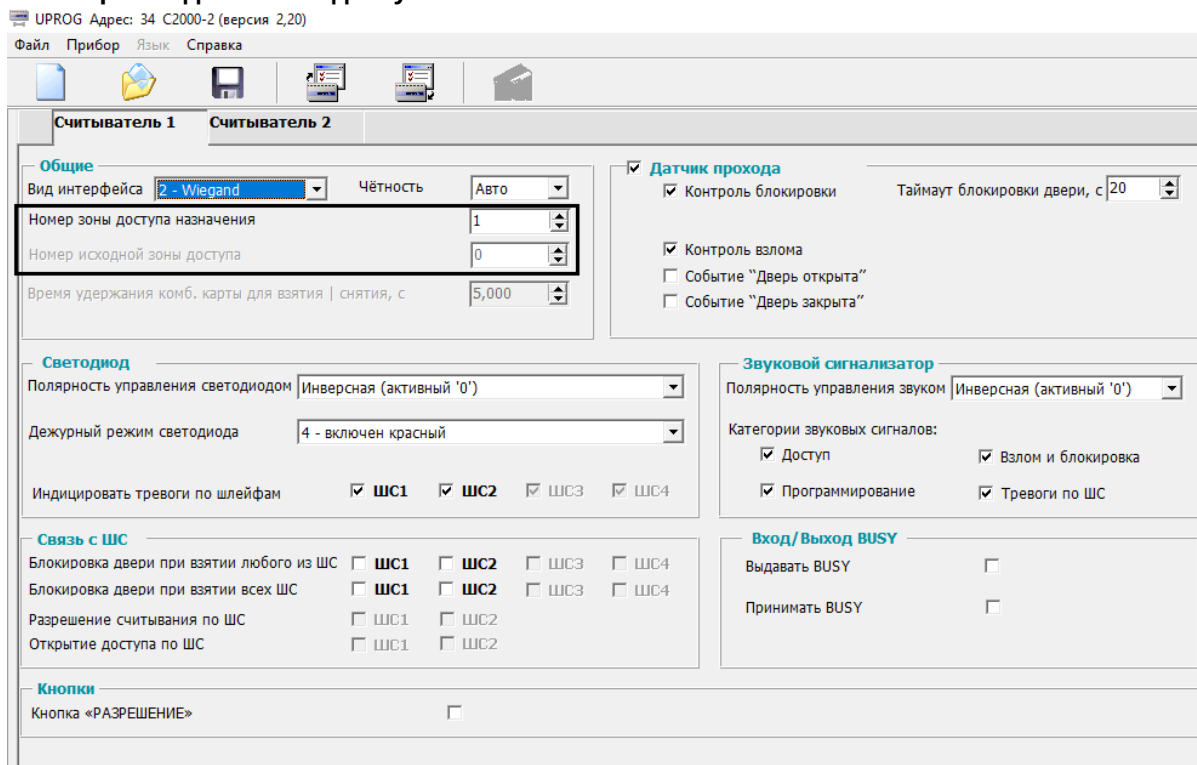 UPROG Адрес: 34 С2000-2 (версия 2,20)
Файл Прибор Язык Справка
Считыватель 1 Считыватель 2
Общие
Вид интерфейса 2 - Wiegand Чётность Авто
Номер зоны доступа назначения 1
Номер исходной зоны доступа 0
Время удержания комб. карты для взятия | снятия, с 5,000
Датчик прохода
Контроль блокировки Таймаут блокировки двери, с 20
Контроль взлома
Событие “Дверь открыта”
Событие “Дверь закрыта”
Светодиод
Полярность управления светодиодом Инверсная (активный '0')
Дежурный режим светодиода 4 - включен красный
Индицировать тревоги по шлейфам ШС1 ШС2 ШС3 ШС4
Звуковой сигнализатор
Полярность управления звуком Инверсная (активный '0')
Категории звуковых сигналов:
Доступ Взлом и блокировка
Программирование Тревоги по ШС
Связь с ШС
Блокировка двери при взятии любого из ШС ШС1 ШС2 ШС3 ШС4
Блокировка двери при взятии всех ШС ШС1 ШС2 ШС3 ШС4
Разрешение считывания по ШС ШС1 ШС2
Открытие доступа по ШС ШС1 ШС2
Вход/Выход BUSY
Выдавать BUSY
Принимать BUSY
Кнопки
Кнопка «РАЗРЕШЕНИЕ»